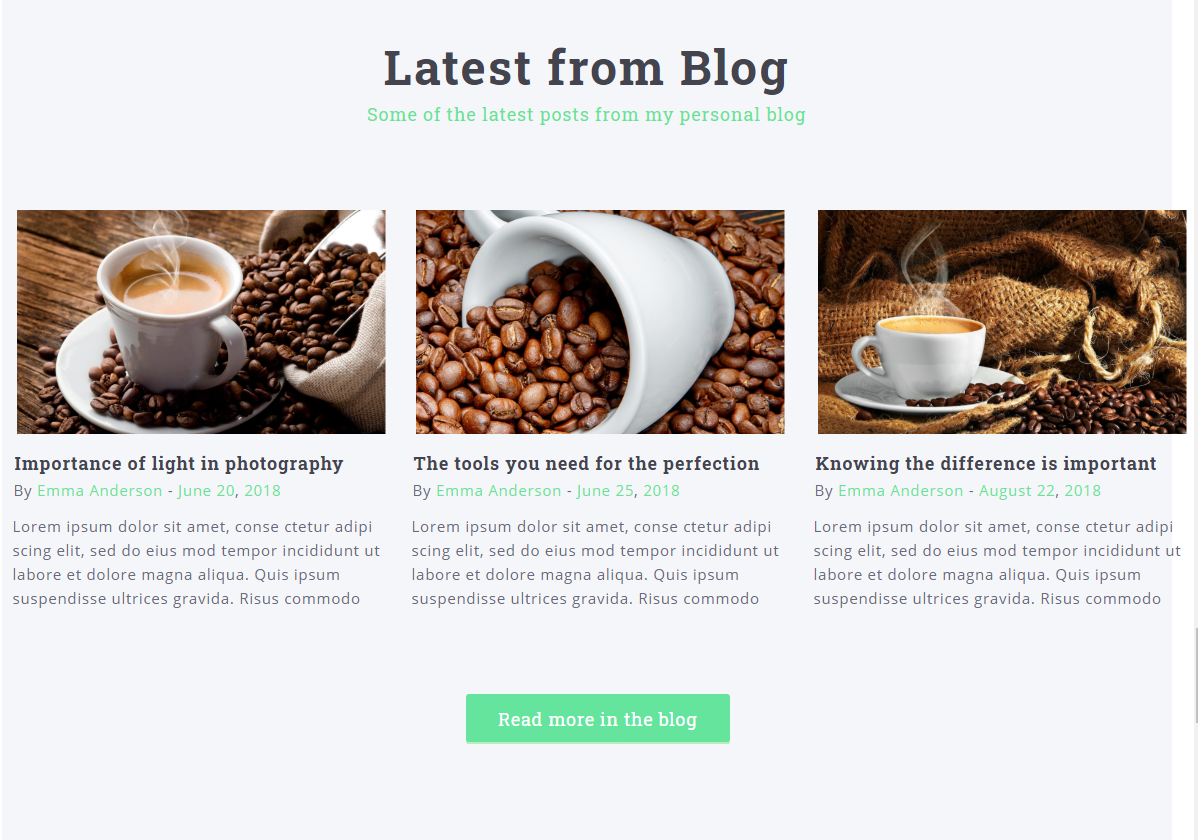 Latest from Blog
Some of the latest posts from my personal blog
Importance of light in photography
By Emma Anderson - June 20, 2018
Lorem ipsum dolor sit amet, conse ctetur adipi
scing elit, sed do eius mod tempor incididunt ut
labore et dolore magna aliqua. Quis ipsum
suspendisse ultrices gravida. Risus commodo
The tools you need for the perfection
By Emma Anderson - June 25, 2018
Lorem ipsum dolor sit amet, conse ctetur adipi
scing elit, sed do eius mod tempor incididunt ut
labore et dolore magna aliqua. Quis ipsum
suspendisse ultrices gravida. Risus commodo
Knowing the difference is important
By Emma Anderson - August 22, 2018
Lorem ipsum dolor sit amet, conse ctetur adipi
scing elit, sed do eius mod tempor incididunt ut
labore et dolore magna aliqua. Quis ipsum
suspendisse ultrices gravida. Risus commodo
Read more in the blog